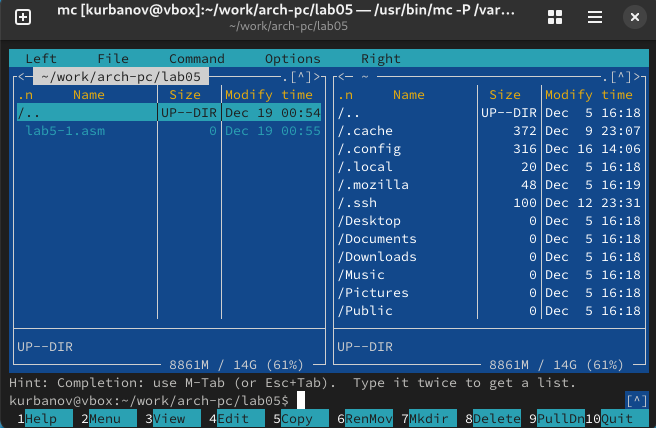 mc [kurbanov@vbox]:~/work/arch-pc/lab05 — /usr/bin/mc -P /var…
~/work/arch-pc/lab05
Left File Command Options Right
<— ~/work/arch-pc/lab05 .[^]> <— ~ .[^]>
.n Name Size Modify time .n Name Size Modify time
/.. UP--DIR Dec 19 00:54 /.. UP--DIR Dec 5 16:18
lab5-1.asm 0 Dec 19 00:55 /.cache 372 Dec 9 23:07
/.config 316 Dec 16 14:06
/.local 20 Dec 5 16:18
/.mozilla 48 Dec 5 16:19
/.ssh 100 Dec 12 23:31
/Desktop 0 Dec 5 16:18
/Documents 0 Dec 5 16:18
/Downloads 0 Dec 5 16:18
/Music 0 Dec 5 16:18
/Pictures 0 Dec 5 16:18
/Public 0 Dec 5 16:18
UP--DIR UP--DIR
8861M / 14G (61%) 8861M / 14G (61%)
Hint: Completion: use M-Tab (or Esc+Tab). Type it twice to get a list.
kurbanov@vbox:~/work/arch-pc/lab05$ [^]
1Help 2Menu 3View 4Edit 5Copy 6RenMov 7Mkdir 8Delete 9PullDn 10Quit